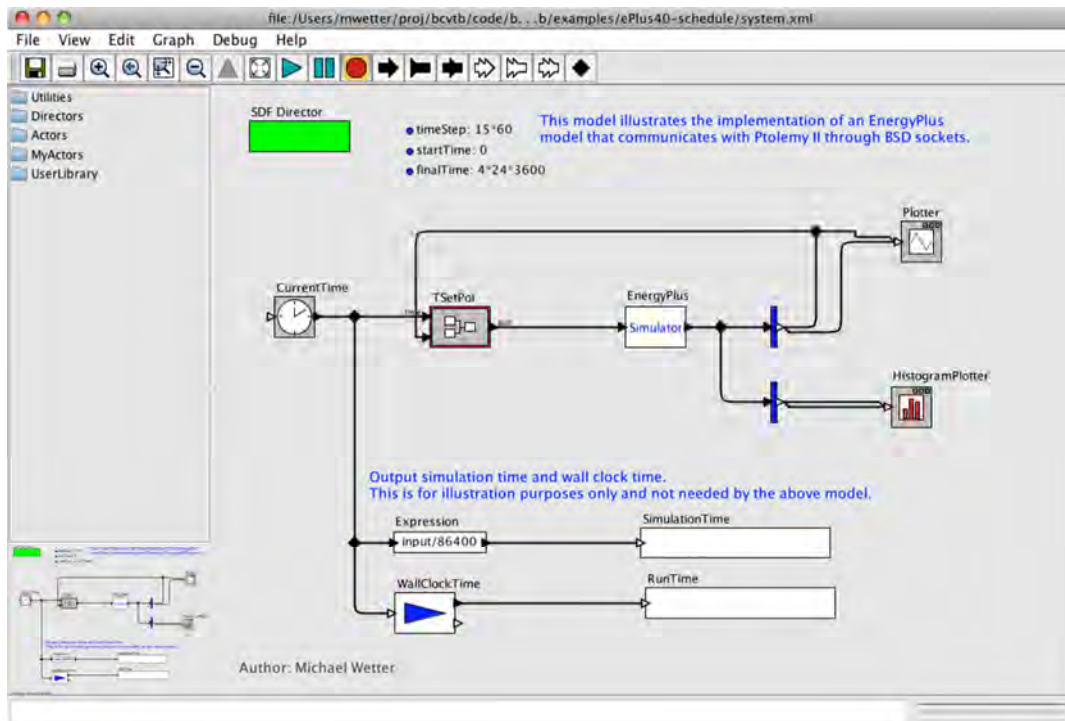 file:/Users/mwetter/proj/bcvtb/code/b. . .b/examples/ePlus40-schedule/system.xml
File View Edit Graph Debug Help
Utilities
Directors
Actors
MyActors
UserLibrary
SDF Director
timeStep: 15*60
startTime: 0
finalTime: 4*24*3600
This model illustrates the implementation of an EnergyPlus
model that communicates with Ptolemy II through BSD sockets.
Plotter
CurrentTime
TSetPoi
EnergyPlus
Simulator
HistogramPlotter
Output simulation time and wall clock time.
This is for illustration purposes only and not needed by the above model.
Expression
input/86400
SimulationTime
WallClockTime
RunTime
Author: Michael Wetter